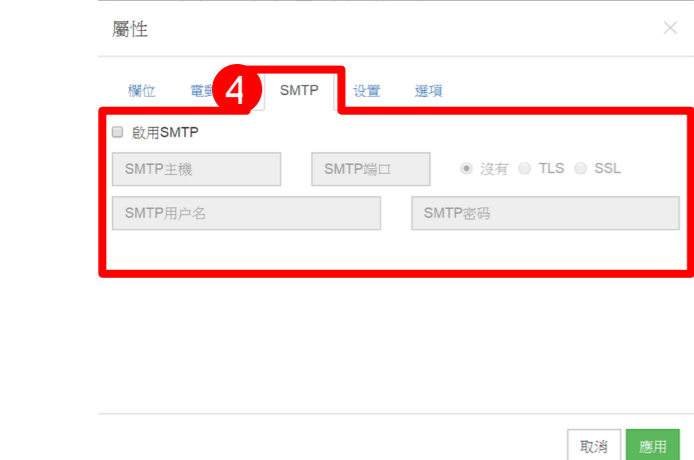 屬性
欄位 電 4 SMTP 设置 選項
啟用SMTP
SMTP主機 SMTP端口 沒有 TLS SSL
SMTP用户名 SMTP密码
取消 應用